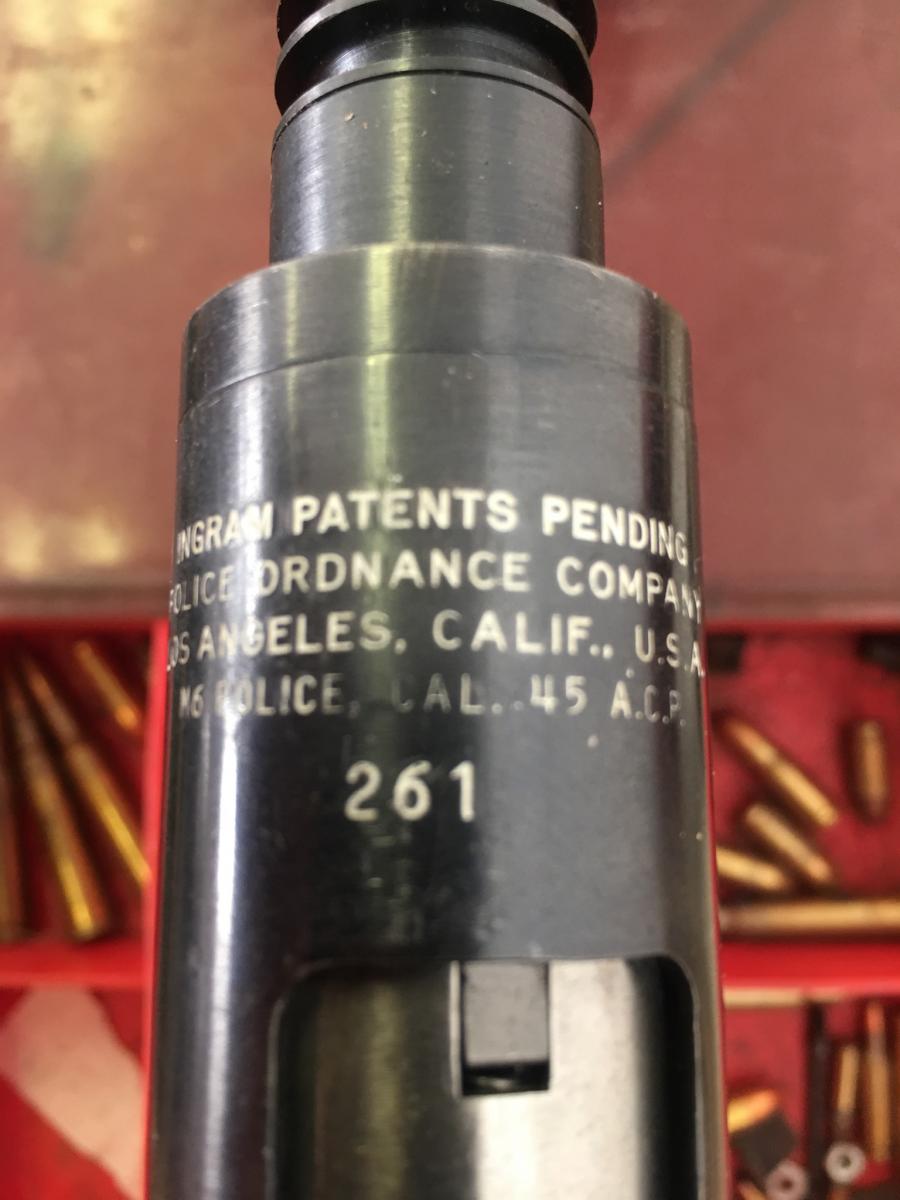 INGRAM PATENTS PENDING
POLICE ORDNANCE COMPANY
LOS ANGELES, CALIF., U.S.A.
M6 POLICE, CAL. .45 A.C.P.
261